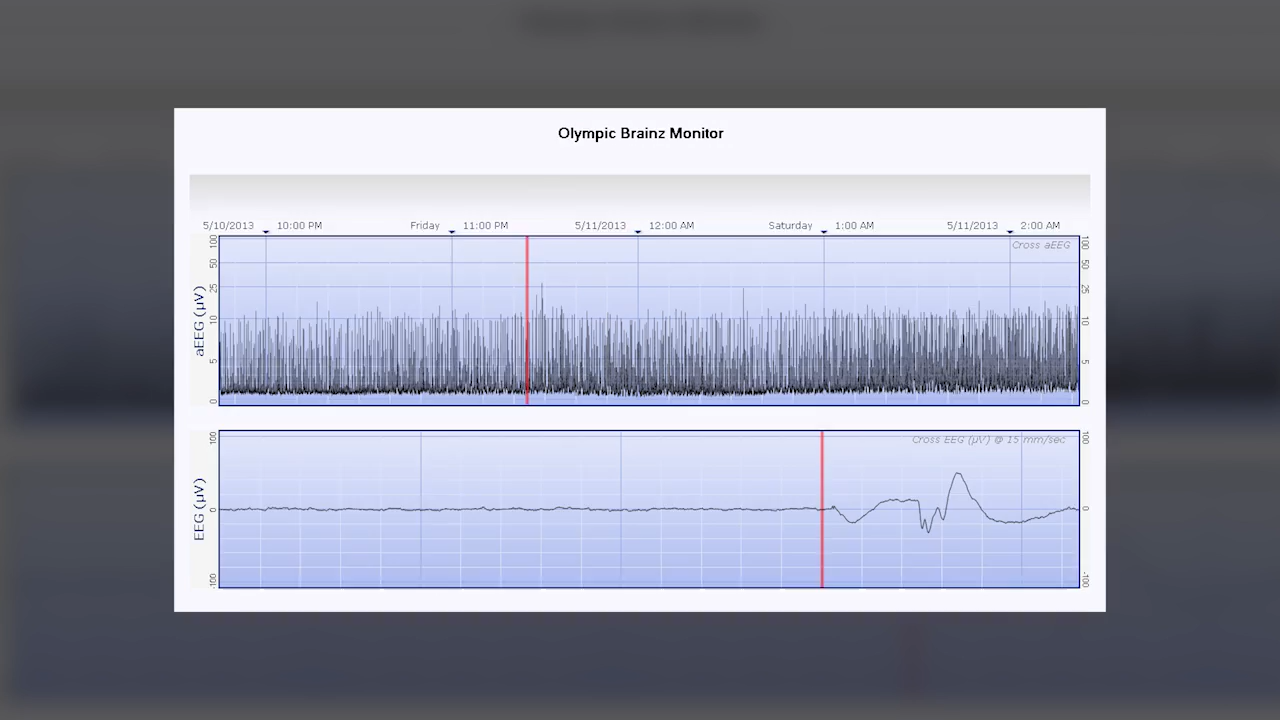 Olympic Brainz Monitor
5/10/2013 10:00 PM Friday 11:00 PM 5/11/2013 12:00 AM Saturday 1:00 AM 5/11/2013 2:00 AM
Cross aEEG
aEEG (µV)
100 50 25 10 5 0
100 50 25 10 5 0
Cross EEG (µV) @ 15 mm/sec
EEG (µV)
100 0 -100
100 0 -100